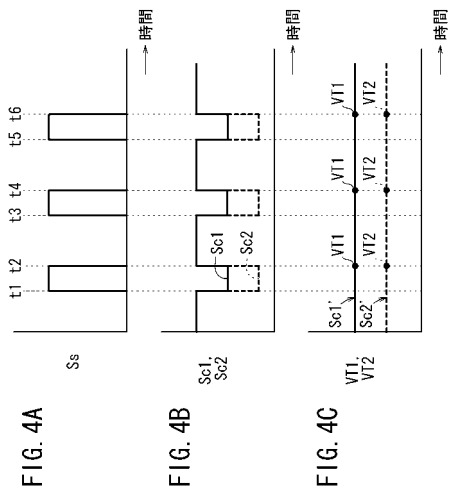 FIG. 4A
Ss
t1 t2 t3 t4 t5 t6
時間
FIG. 4B
Sc1,
Sc2
Sc1
Sc2
時間
FIG. 4C
VT1,
VT2
Sc1'
Sc2'
VT1 VT1 VT1
VT2 VT2 VT2
時間